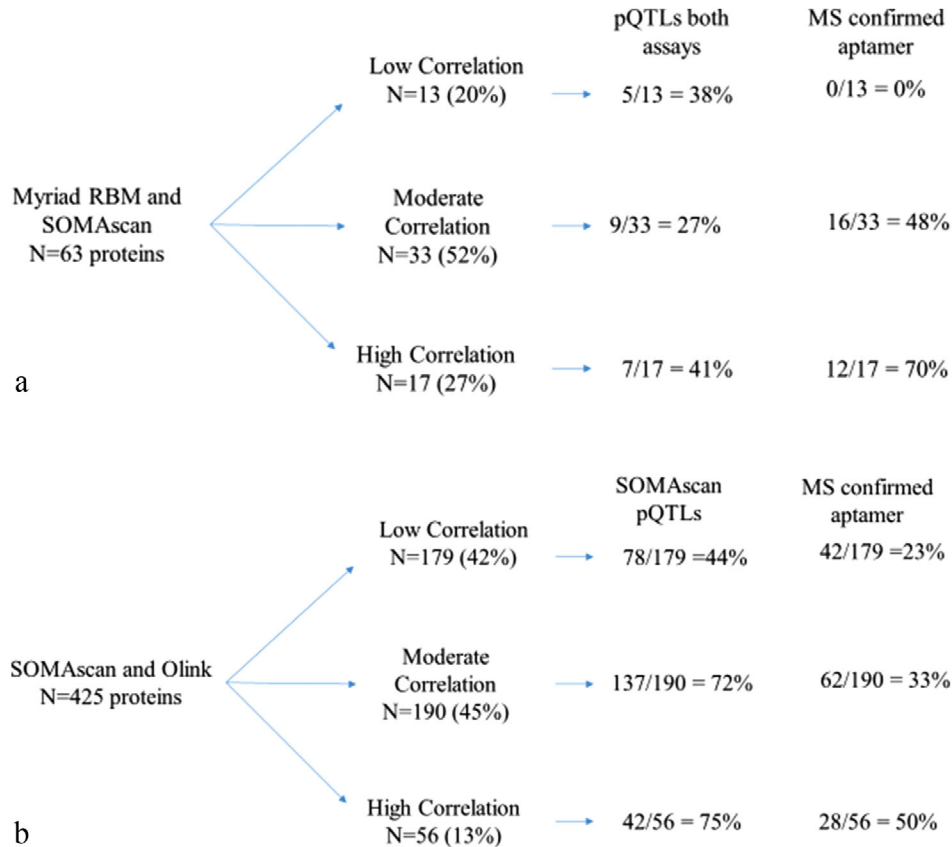 pQTLs both
assays
MS confirmed
aptamer
Low Correlation
N=13 (20%)
5/13 = 38%
0/13 = 0%
Myriad RBM and
SOMAscan
N=63 proteins
Moderate
Correlation
N=33 (52%)
9/33 = 27%
16/33 = 48%
High Correlation
N=17 (27%)
7/17 = 41%
12/17 = 70%
a
SOMAscan
pQTLs
MS confirmed
aptamer
Low Correlation
N=179 (42%)
78/179 =44%
42/179 =23%
SOMAscan and Olink
N=425 proteins
Moderate
Correlation
N=190 (45%)
137/190 = 72%
62/190 = 33%
High Correlation
N=56 (13%)
42/56 = 75%
28/56 = 50%
b